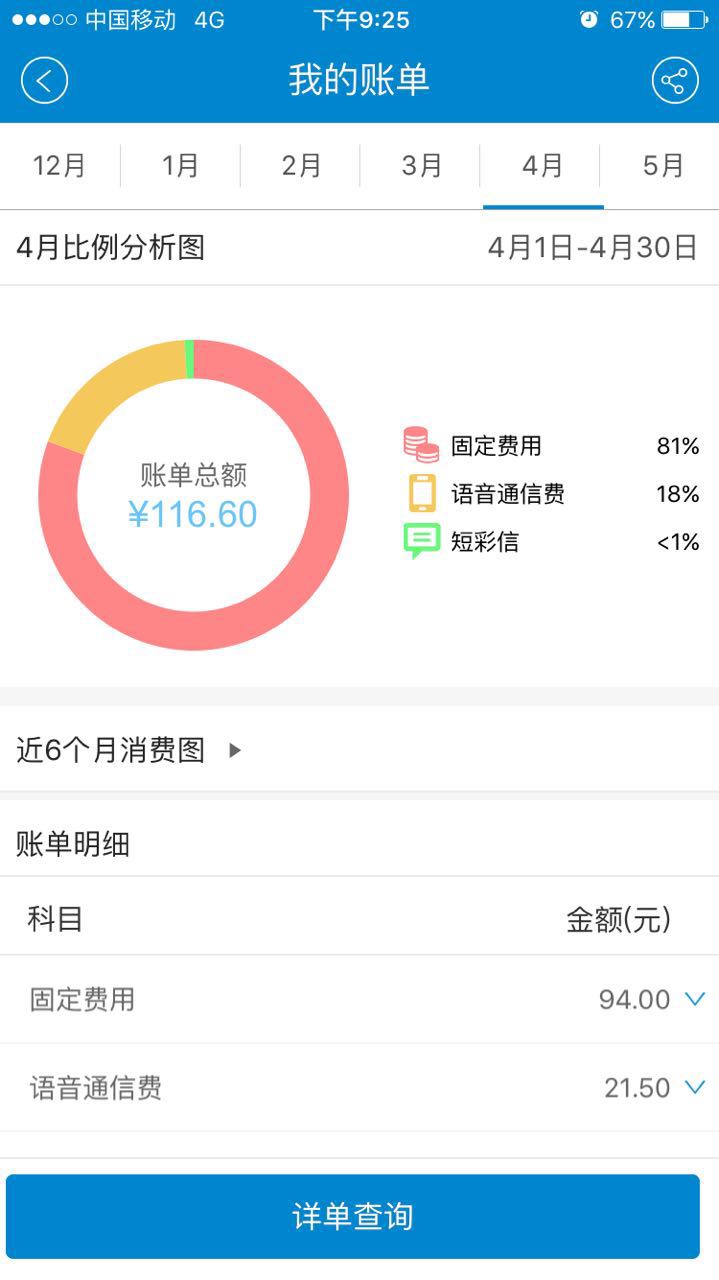 中国移动 4G 下午9:25 67%
我的账单
12月 1月 2月 3月 4月 5月
4月比例分析图 4月1日-4月30日
账单总额
¥116.60
固定费用 81%
语音通信费 18%
短彩信 <1%
近6个月消费图
账单明细
科目 金额(元)
固定费用 94.00
语音通信费 21.50
详单查询